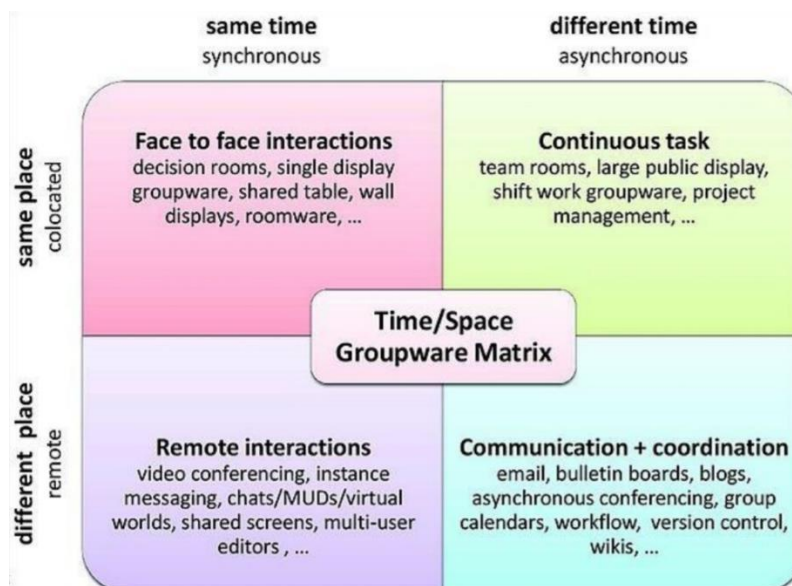 same time
synchronous
different time
asynchronous
same place
colocated
Face to face interactions
decision rooms, single display
groupware, shared table, wall
displays, roomware, ...
Continuous task
team rooms, large public display,
shift work groupware, project
management, ...
Time/Space
Groupware Matrix
different place
remote
Remote interactions
video conferencing, instance
messaging, chats/MUDs/virtual
worlds, shared screens, multi-user
editors , ...
Communication + coordination
email, bulletin boards, blogs,
asynchronous conferencing, group
calendars, workflow, version control,
wikis, ...